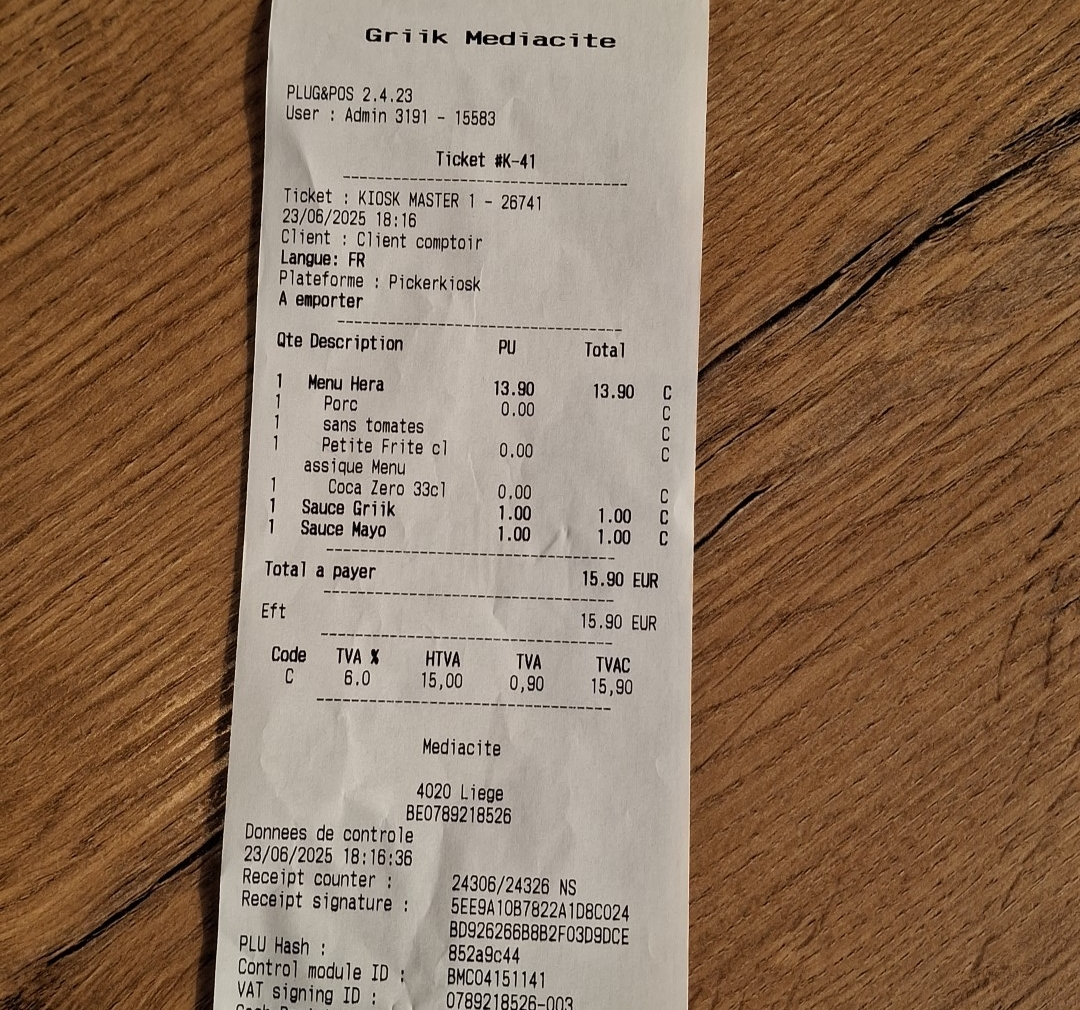 Griik Mediacite
PLUG&POS 2.4.23
User : Admin 3191 - 15583
Ticket #K-41
Ticket : KIOSK MASTER 1 - 26741
23/06/2025 18:16
Client : Client comptoir
Langue: FR
Plateforme : Pickerkiosk
A emporter
Qte Description PU Total
1 Menu Hera 13.90 13.90 C
1 Porc 0.00 C
1 sans tomates C
1 Petite Frite cl 0.00 C
assique Menu
1 Coca Zero 33cl 0.00 C
1 Sauce Griik 1.00 1.00 C
1 Sauce Mayo 1.00 1.00 C
Total a payer 15.90 EUR
Eft 15.90 EUR
Code TVA % HTVA TVA TVAC
C 6.0 15,00 0,90 15,90
Mediacite
4020 Liege
BE0789218526
Donnees de controle
23/06/2025 18:16:36
Receipt counter : 24306/24326 NS
Receipt signature : 5EE9A10B7822A1D8C024
BD926266B8B2F03D9DCE
PLU Hash : 852a9c44
Control module ID : BMC04151141
VAT signing ID : 0789218526-003